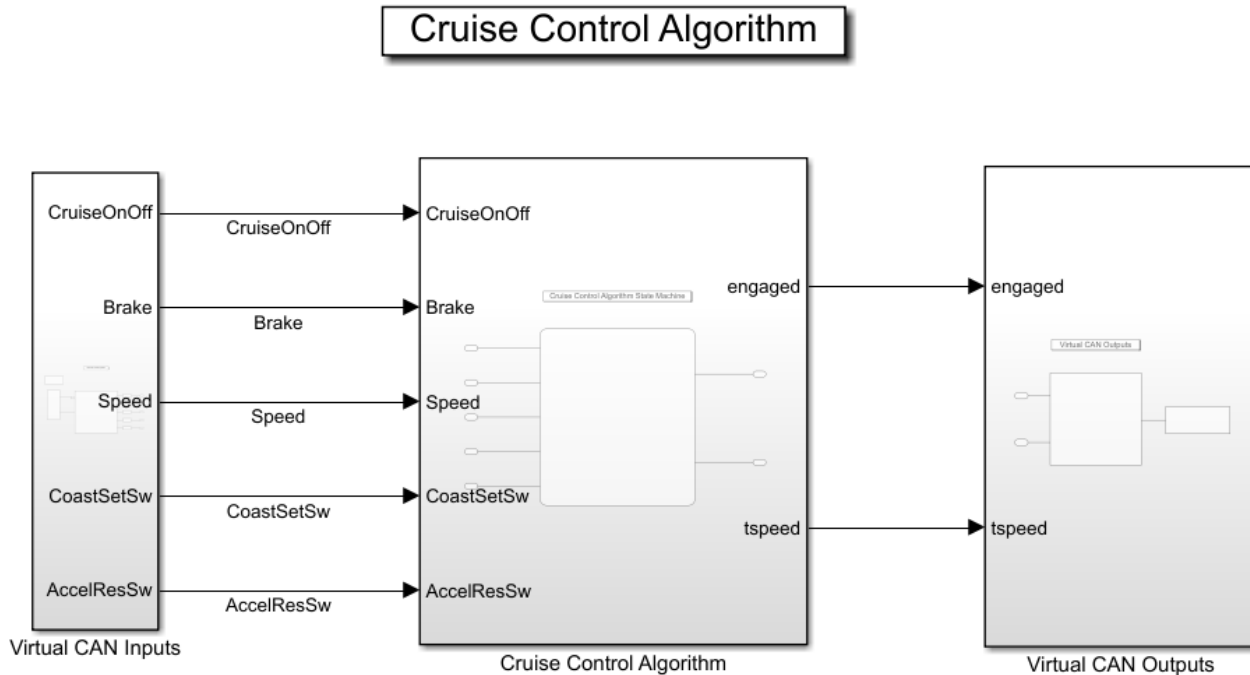 Cruise Control Algorithm
CruiseOnOff
Brake
Speed
CoastSetSw
AccelResSw
Virtual CAN Inputs
CruiseOnOff
Brake
Speed
CoastSetSw
AccelResSw
CruiseOnOff
Brake
Speed
CoastSetSw
AccelResSw
Cruise Control Algorithm State Machine
engaged
tspeed
Cruise Control Algorithm
engaged
tspeed
Virtual CAN Outputs
Virtual CAN Outputs